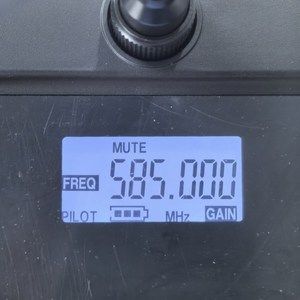 MUTE
FREQ 585.000
PILOT MHz GAIN